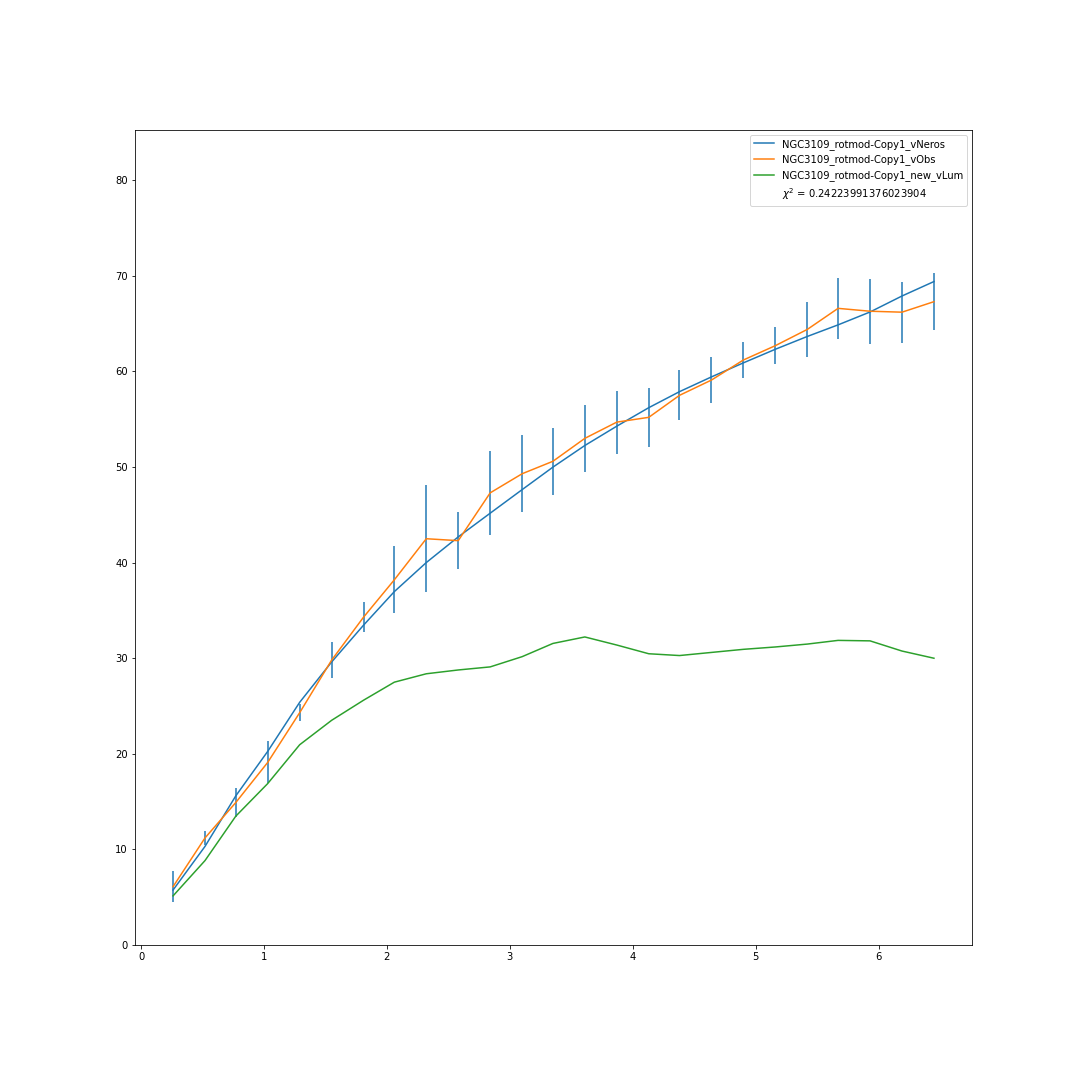 NGC3109_rotmod-Copy1_vNeros
NGC3109_rotmod-Copy1_vObs
NGC3109_rotmod-Copy1_new_vLum
χ² = 0.24223991376023904
80
70
60
50
40
30
20
10
0
0 1 2 3 4 5 6